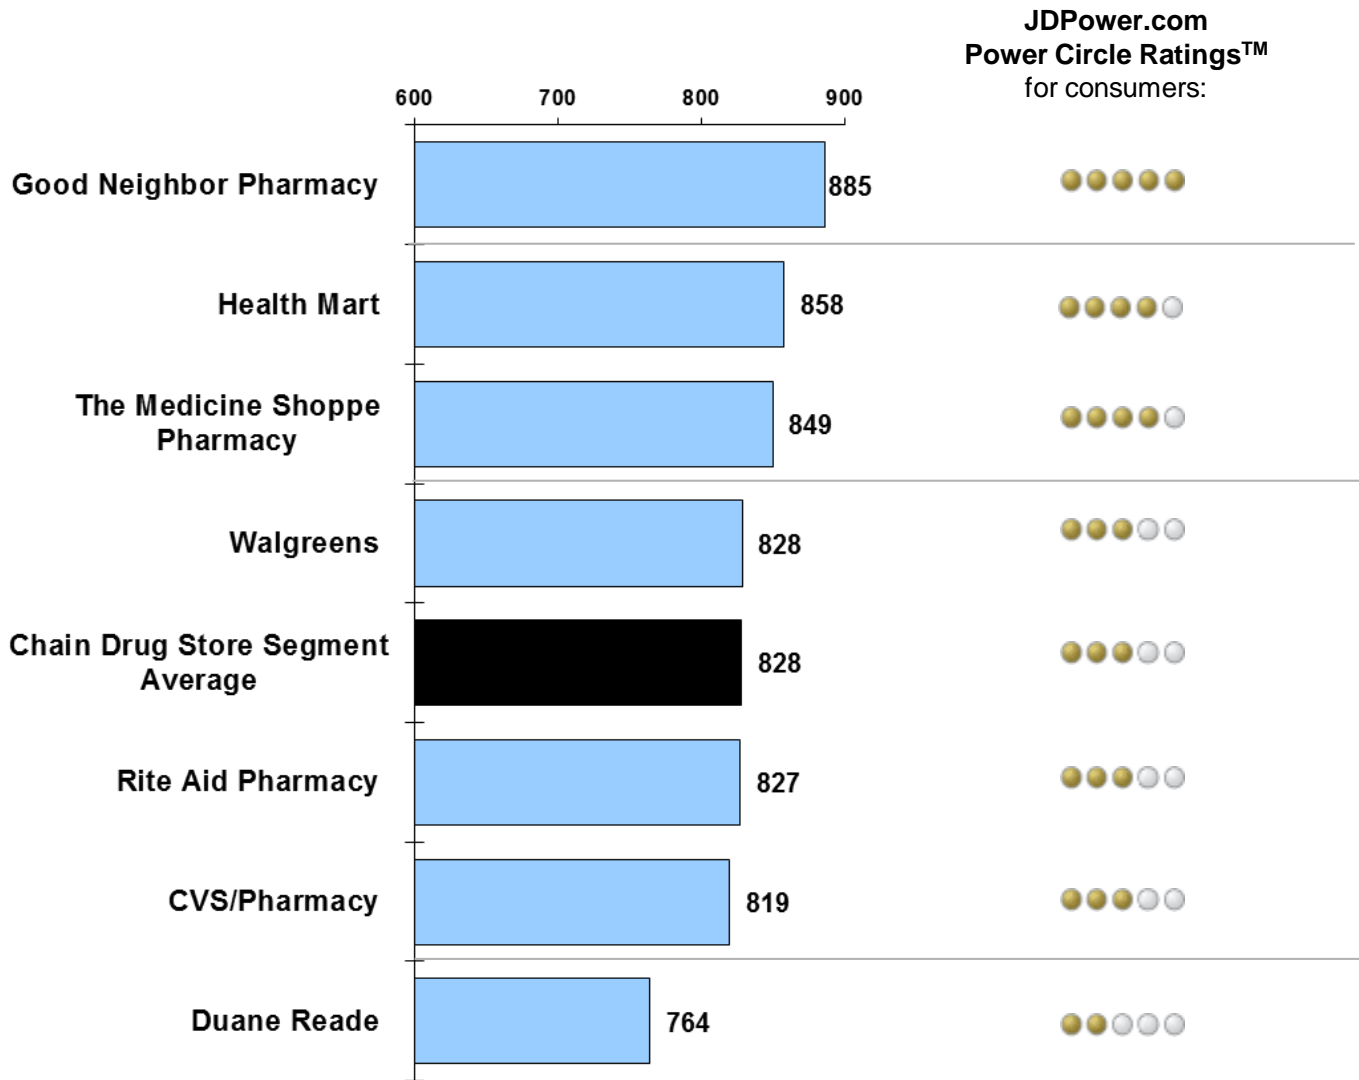 JDPower.com
Power Circle Ratings™
for consumers:
600 700 800 900
Good Neighbor Pharmacy 885
Health Mart 858
The Medicine Shoppe
Pharmacy 849
Walgreens 828
Chain Drug Store Segment
Average 828
Rite Aid Pharmacy 827
CVS/Pharmacy 819
Duane Reade 764